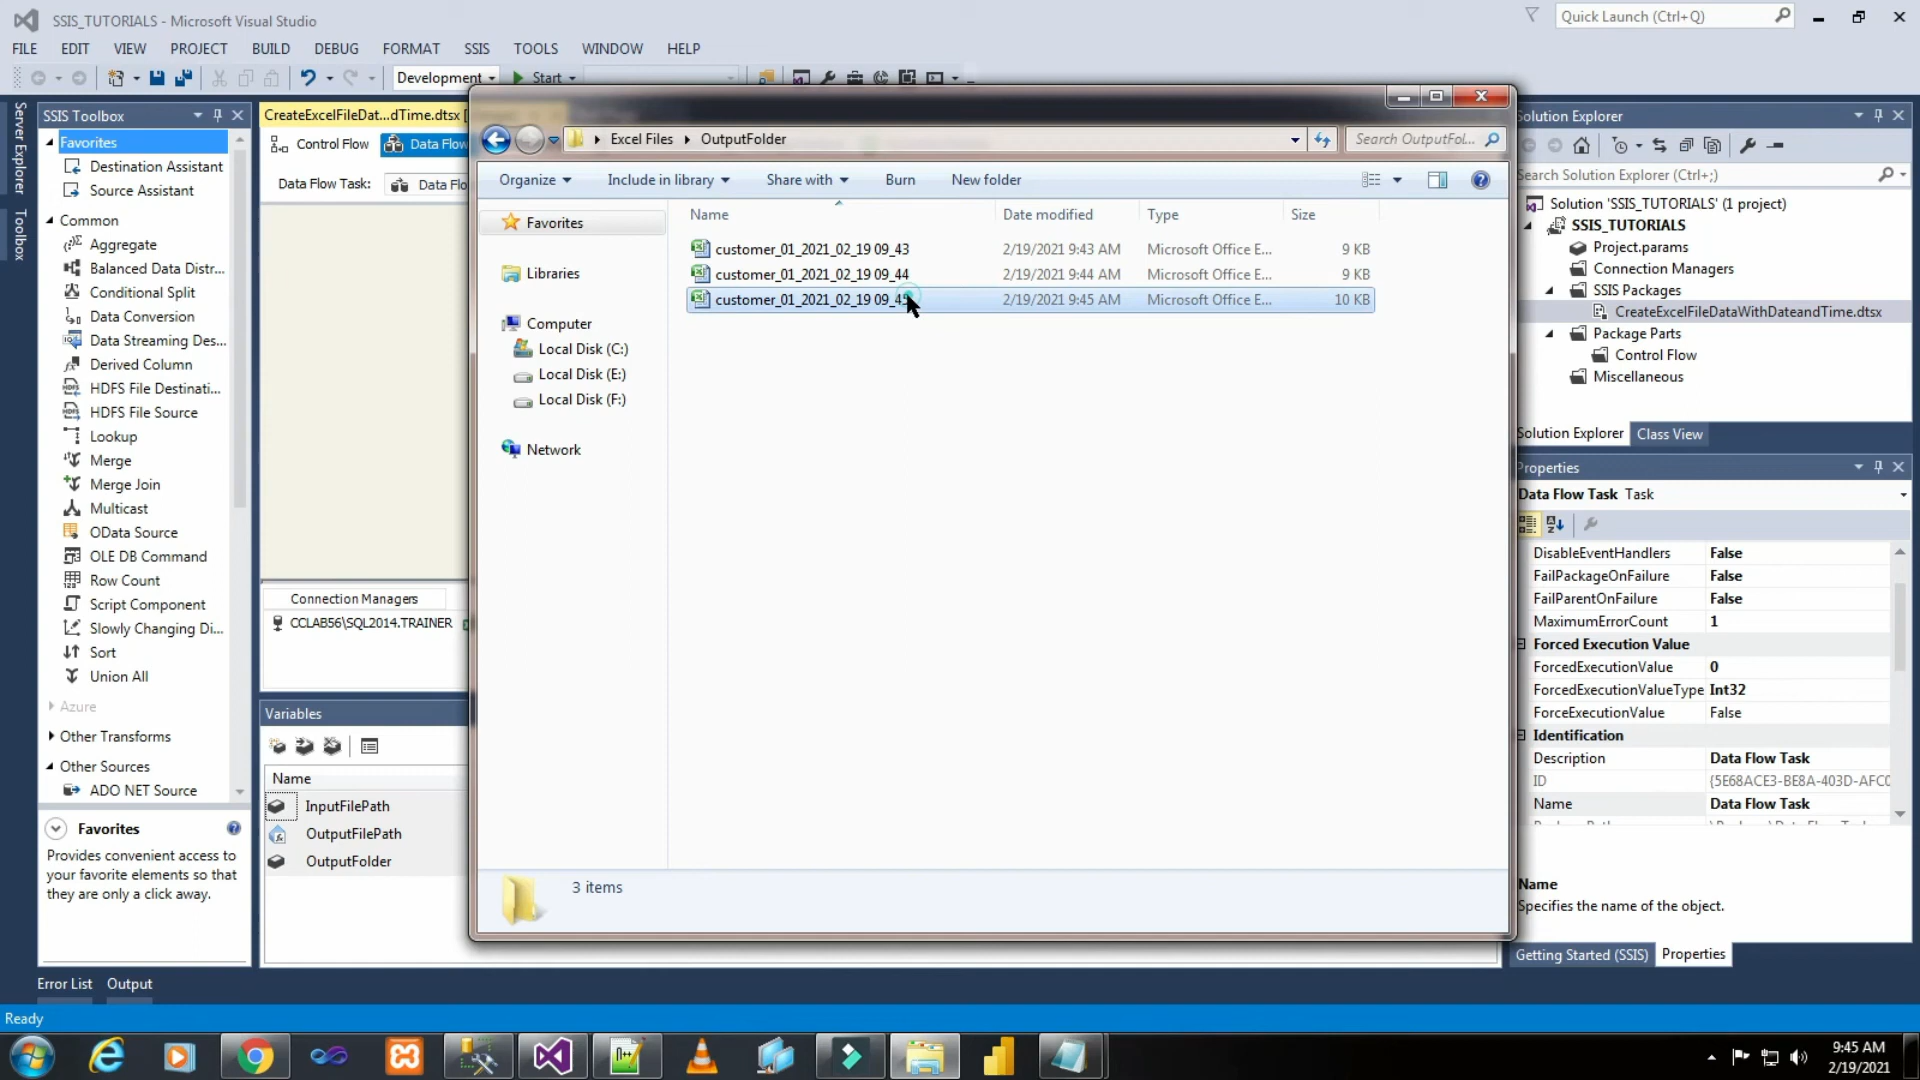 SSIS_TUTORIALS - Microsoft Visual Studio
Quick Launch (Ctrl+Q)
FILE EDIT VIEW PROJECT BUILD DEBUG FORMAT SSIS TOOLS WINDOW HELP
Development Start
Server Explorer
Toolbox
SSIS Toolbox
Favorites
Destination Assistant
Source Assistant
Common
Aggregate
Balanced Data Distr...
Conditional Split
Data Conversion
Data Streaming Des...
Derived Column
HDFS File Destinati...
HDFS File Source
Lookup
Merge
Merge Join
Multicast
OData Source
OLE DB Command
Row Count
Script Component
Slowly Changing Di...
Sort
Union All
Azure
Other Transforms
Other Sources
ADO NET Source
Favorites
Provides convenient access to
your favorite elements so that
they are only a click away.
CreateExcelFileDat...dTime.dtsx
Control Flow Data Flow
Data Flow Task: Data Flo
Connection Managers
CCLAB56\SQL2014.TRAINER
Variables
Name
InputFilePath
OutputFilePath
OutputFolder
Excel Files OutputFolder
Search OutputFol...
Organize Include in library Share with Burn New folder
Favorites
Libraries
Computer
Local Disk (C:)
Local Disk (E:)
Local Disk (F:)
Network
Name Date modified Type Size
customer_01_2021_02_19 09_43 2/19/2021 9:43 AM Microsoft Office E... 9 KB
customer_01_2021_02_19 09_44 2/19/2021 9:44 AM Microsoft Office E... 9 KB
customer_01_2021_02_19 09_45 2/19/2021 9:45 AM Microsoft Office E... 10 KB
3 items
Solution Explorer
Search Solution Explorer (Ctrl+;)
Solution 'SSIS_TUTORIALS' (1 project)
SSIS_TUTORIALS
Project.params
Connection Managers
SSIS Packages
CreateExcelFileDataWithDateandTime.dtsx
Package Parts
Control Flow
Miscellaneous
Solution Explorer Class View
Properties
Data Flow Task Task
DisableEventHandlers False
FailPackageOnFailure False
FailParentOnFailure False
MaximumErrorCount 1
Forced Execution Value
ForcedExecutionValue 0
ForcedExecutionValueType Int32
ForceExecutionValue False
Identification
Description Data Flow Task
ID {5E68ACE3-BE8A-403D-AFC0
Name Data Flow Task
Name
Specifies the name of the object.
Getting Started (SSIS) Properties
Error List Output
Ready
9:45 AM
2/19/2021